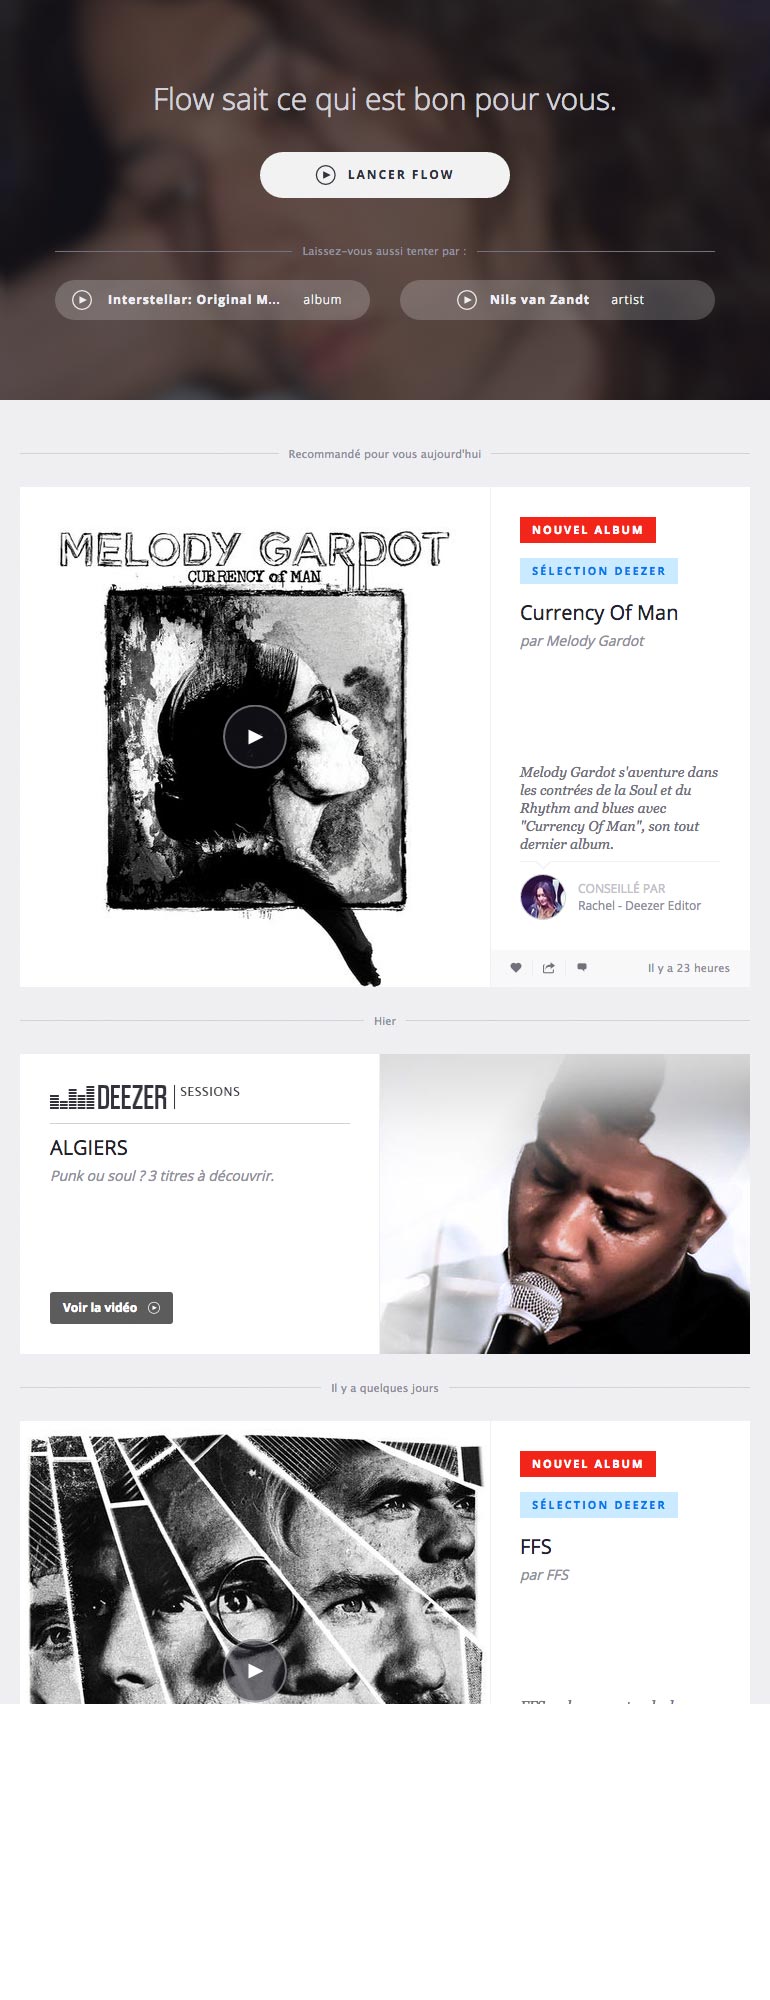 Flow sait ce qui est bon pour vous.
LANCER FLOW
Laissez-vous aussi tenter par :
Interstellar: Original M... album
Nils van Zandt artist
Recommandé pour vous aujourd'hui
MELODY GARDOT
CURRENCY of MAN
NOUVEL ALBUM
SÉLECTION DEEZER
Currency Of Man
par Melody Gardot
Melody Gardot s'aventure dans
les contrées de la Soul et du
Rhythm and blues avec
"Currency Of Man", son tout
dernier album.
CONSEILLÉ PAR
Rachel - Deezer Editor
Il y a 23 heures
Hier
DEEZER SESSIONS
ALGIERS
Punk ou soul ? 3 titres à découvrir.
Voir la vidéo
Il y a quelques jours
NOUVEL ALBUM
SÉLECTION DEEZER
FFS
par FFS